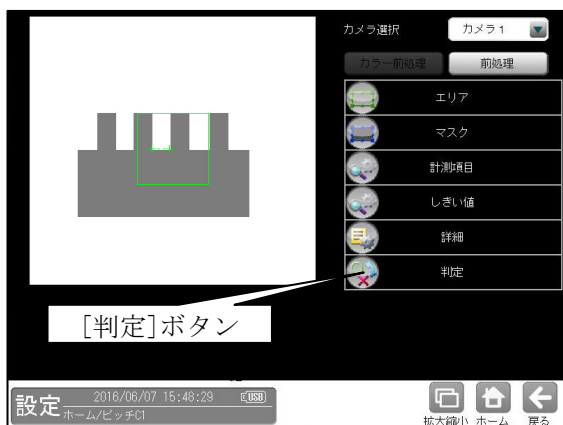 カメラ選択
カメラ1
カラー前処理
前処理
エリア
マスク
計測項目
しきい値
詳細
判定
[判定]ボタン
設定
2016/06/07 15:48:29
USB
ホーム/ピッチC1
拡大縮小
ホーム
戻る